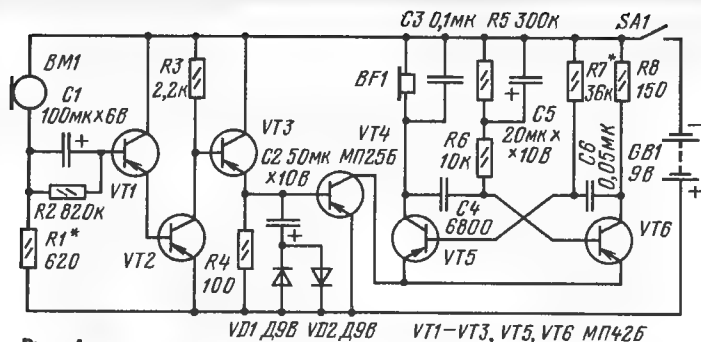 C3 0,1мк
R5 300к
SA1
BM1
C1
100мк×6В
R3
2,2к
VT3
BF1
VT4
C5
20мк×
×10В
R7*
36к
R8
150
C2 50мк
×10В
МП25Б
R6
10к
C6
0,05мк
GB1
9В
−
+
VT1
R2 820к
R1*
620
VT2
R4
100
C4
6800
VT5
VT6
VD1 Д9В
VD2 Д9В
VT1–VT3, VT5, VT6 МП42Б